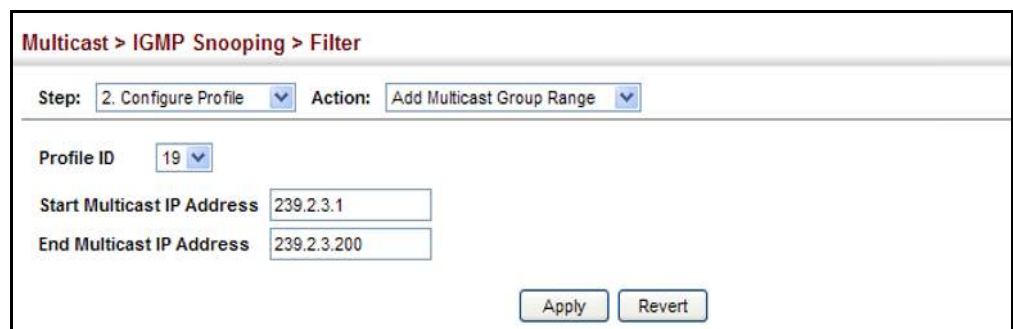 Multicast > IGMP Snooping > Filter
Step: 2. Configure Profile Action: Add Multicast Group Range
Profile ID 19
Start Multicast IP Address 239.2.3.1
End Multicast IP Address 239.2.3.200
Apply Revert